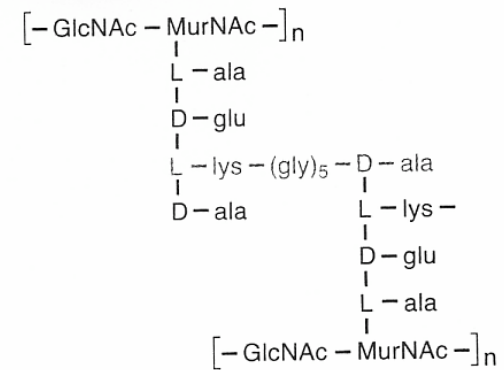 [– GlcNAc – MurNAc –]n
L – ala
D – glu
L – lys – (gly)5 – D – ala
D – ala
L – lys –
D – glu
L – ala
[– GlcNAc – MurNAc –]n